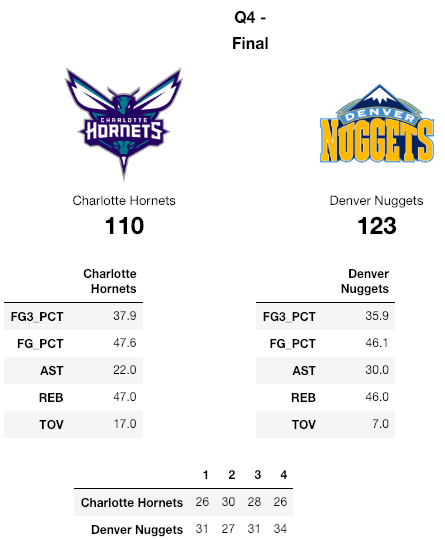 Q4 -
Final
CHARLOTTE
HORNETS
DENVER
NUGGETS
Charlotte Hornets
110
Denver Nuggets
123
Charlotte
Hornets
FG3_PCT 37.9
FG_PCT 47.6
AST 22.0
REB 47.0
TOV 17.0
Denver
Nuggets
FG3_PCT 35.9
FG_PCT 46.1
AST 30.0
REB 46.0
TOV 7.0
1 2 3 4
Charlotte Hornets 26 30 28 26
Denver Nuggets 31 27 31 34